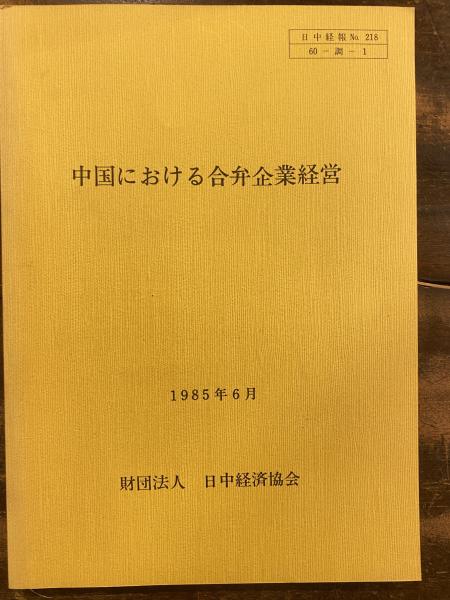 日中経報 No. 218
60 － 調 － 1
中国における合弁企業経営
1985年6月
財団法人　日中経済協会